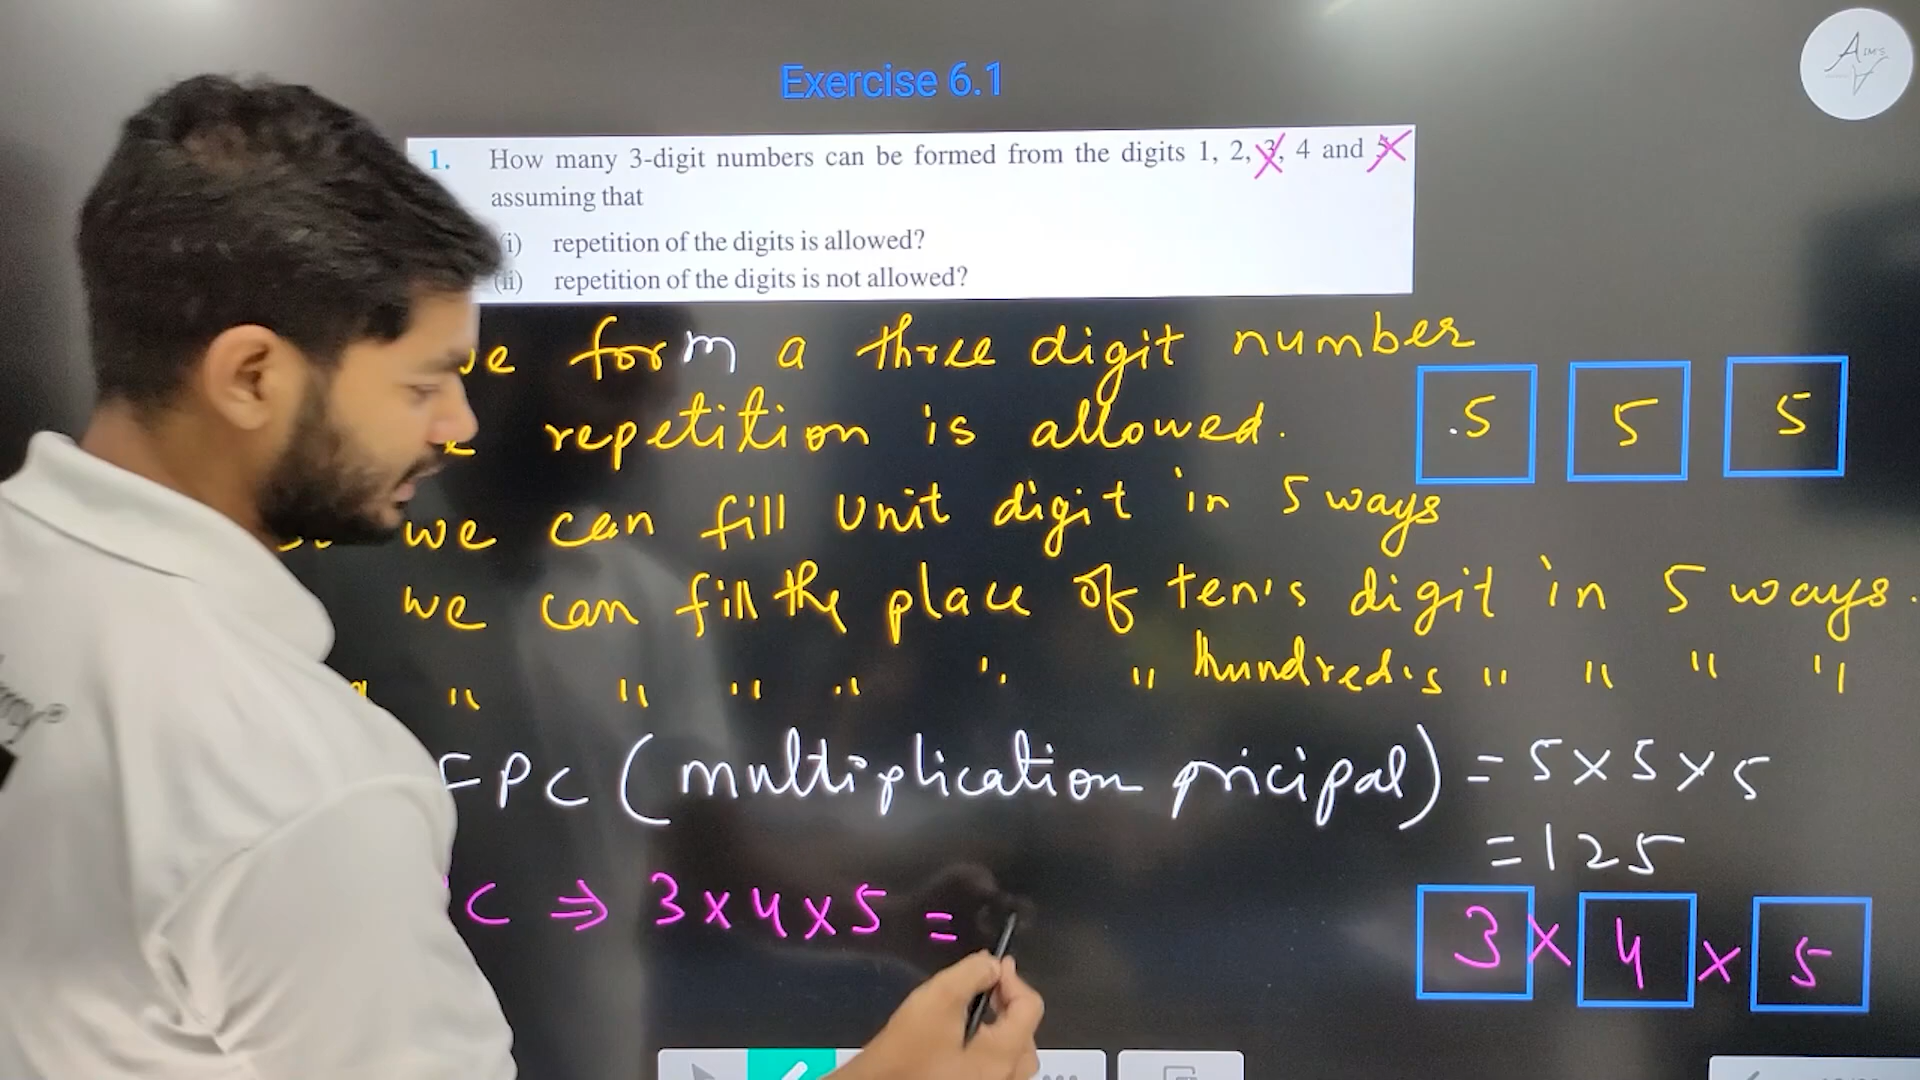 AIM'S
Exercise 6.1
1. How many 3-digit numbers can be formed from the digits 1, 2, 3, 4 and 5
assuming that
(i) repetition of the digits is allowed?
(ii) repetition of the digits is not allowed?
form a three digit number
repetition is allowed.
.5 5 5
we can fill unit digit in 5 ways
we can fill the place of ten's digit in 5 ways.
" " " " " " Hundred's " " " "
FPC (multiplication pricipal) = 5×5×5
= 125
C ⇒ 3×4×5 =
3 × 4 × 5